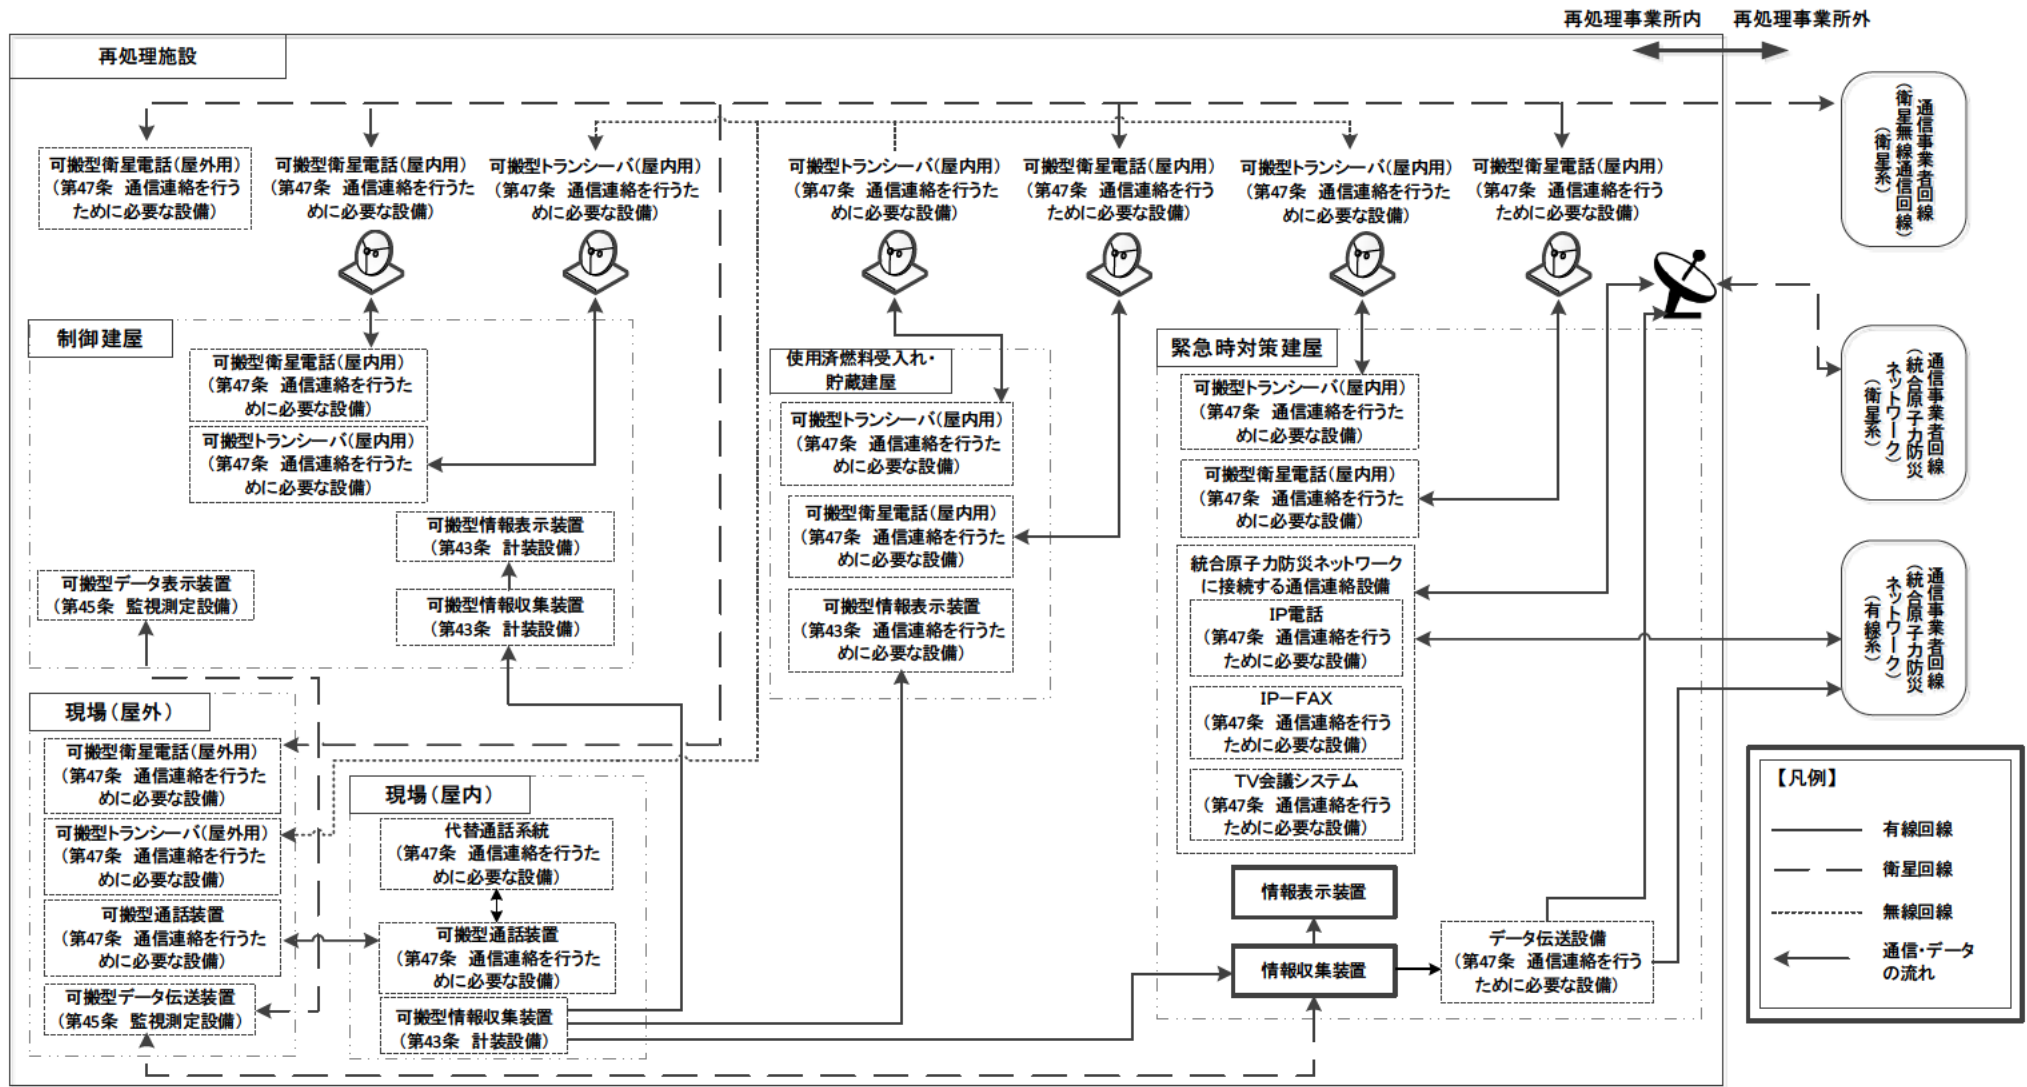 再処理事業所内
再処理事業所外
再処理施設
可搬型衛星電話（屋外用）
（第47条　通信連絡を行う
ために必要な設備）
可搬型衛星電話（屋内用）
（第47条　通信連絡を行うた
めに必要な設備）
可搬型トランシーバ（屋内用）
（第47条　通信連絡を行うた
めに必要な設備）
可搬型トランシーバ（屋内用）
（第47条　通信連絡を行うた
めに必要な設備）
可搬型衛星電話（屋内用）
（第47条　通信連絡を行う
ために必要な設備）
可搬型トランシーバ（屋内用）
（第47条　通信連絡を行うた
めに必要な設備）
可搬型衛星電話（屋内用）
（第47条　通信連絡を行う
ために必要な設備）
通信事業者回線
（衛星無線通信回線）
（衛星系）
制御建屋
可搬型衛星電話（屋内用）
（第47条　通信連絡を行うた
めに必要な設備）
可搬型トランシーバ（屋内用）
（第47条　通信連絡を行うた
めに必要な設備）
可搬型情報表示装置
（第43条　計装設備）
可搬型データ表示装置
（第45条　監視測定設備）
可搬型情報収集装置
（第43条　計装設備）
使用済燃料受入れ・
貯蔵建屋
可搬型トランシーバ（屋内用）
（第47条　通信連絡を行うた
めに必要な設備）
可搬型衛星電話（屋内用）
（第47条　通信連絡を行うた
めに必要な設備）
可搬型情報表示装置
（第43条　通信連絡を行うた
めに必要な設備）
緊急時対策建屋
可搬型トランシーバ（屋内用）
（第47条　通信連絡を行うた
めに必要な設備）
可搬型衛星電話（屋内用）
（第47条　通信連絡を行うた
めに必要な設備）
統合原子力防災ネットワーク
に接続する通信連絡設備
IP電話
（第47条　通信連絡を行う
ために必要な設備）
IP－FAX
（第47条　通信連絡を行う
ために必要な設備）
TV会議システム
（第47条　通信連絡を行う
ために必要な設備）
情報表示装置
情報収集装置
データ伝送設備
（第47条　通信連絡を行う
ために必要な設備）
通信事業者回線
（統合原子力防災
ネットワーク）
（衛星系）
通信事業者回線
（統合原子力防災
ネットワーク）
（有線系）
現場（屋外）
可搬型衛星電話（屋外用）
（第47条　通信連絡を行うた
めに必要な設備）
可搬型トランシーバ（屋外用）
（第47条　通信連絡を行うた
めに必要な設備）
可搬型通話装置
（第47条　通信連絡を行うた
めに必要な設備）
可搬型データ伝送装置
（第45条　監視測定設備）
現場（屋内）
代替通話系統
（第47条　通信連絡を行うた
めに必要な設備）
可搬型通話装置
（第47条　通信連絡を行うた
めに必要な設備）
可搬型情報収集装置
（第43条　計装設備）
【凡例】
有線回線
衛星回線
無線回線
通信・データ
の流れ